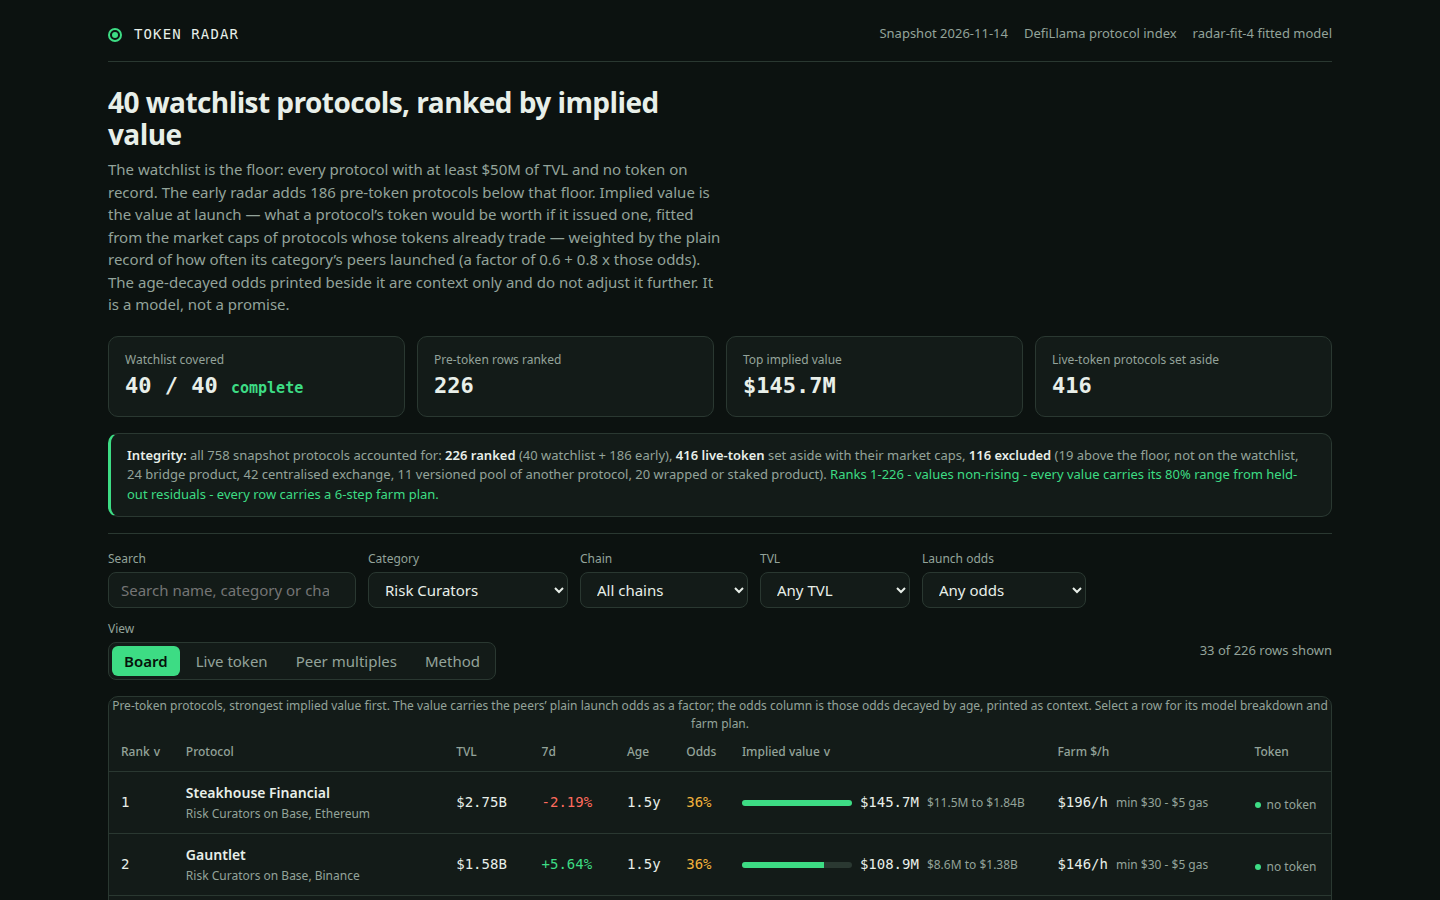 TOKEN RADAR
Snapshot 2026-11-14 DefiLlama protocol index radar-fit-4 fitted model
40 watchlist protocols, ranked by implied
value
The watchlist is the floor: every protocol with at least $50M of TVL and no token on
record. The early radar adds 186 pre-token protocols below that floor. Implied value is
the value at launch — what a protocol's token would be worth if it issued one, fitted
from the market caps of protocols whose tokens already trade — weighted by the plain
record of how often its category's peers launched (a factor of 0.6 + 0.8 x those odds).
The age-decayed odds printed beside it are context only and do not adjust it further. It
is a model, not a promise.
Watchlist covered
40 / 40 complete
Pre-token rows ranked
226
Top implied value
$145.7M
Live-token protocols set aside
416
Integrity: all 758 snapshot protocols accounted for: 226 ranked (40 watchlist + 186 early), 416 live-token set aside with their market caps, 116 excluded (19 above the floor, not on the watchlist,
24 bridge product, 42 centralised exchange, 11 versioned pool of another protocol, 20 wrapped or staked product). Ranks 1-226 - values non-rising - every value carries its 80% range from held-
out residuals - every row carries a 6-step farm plan.
Search Category Chain TVL Launch odds
Search name, category or cha Risk Curators All chains Any TVL Any odds
View
Board Live token Peer multiples Method
33 of 226 rows shown
Pre-token protocols, strongest implied value first. The value carries the peers' plain launch odds as a factor; the odds column is those odds decayed by age, printed as context. Select a row for its model breakdown and
farm plan.
Rank v Protocol TVL 7d Age Odds Implied value v Farm $/h Token
1 Steakhouse Financial $2.75B -2.19% 1.5y 36% $145.7M $11.5M to $1.84B $196/h min $30 - $5 gas no token
Risk Curators on Base, Ethereum
2 Gauntlet $1.58B +5.64% 1.5y 36% $108.9M $8.6M to $1.38B $146/h min $30 - $5 gas no token
Risk Curators on Base, Binance